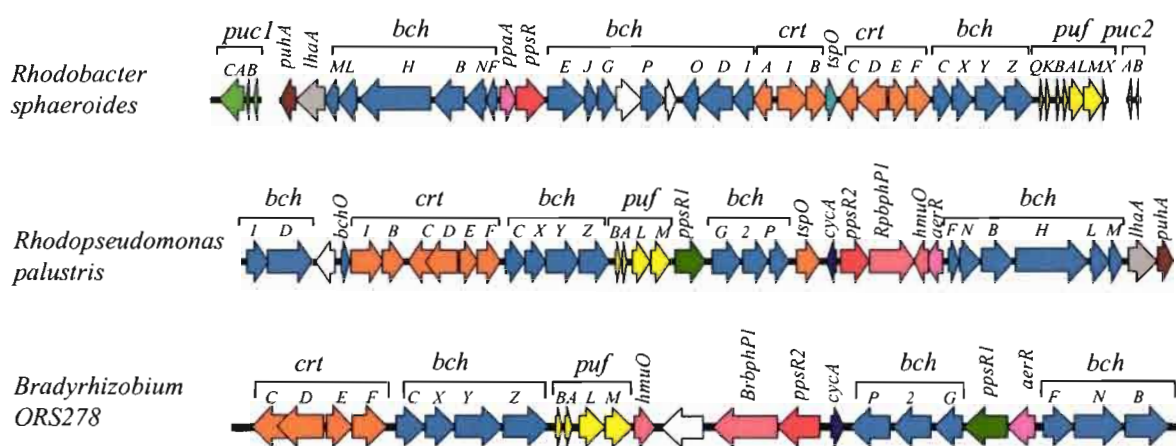 puc1 puhA lhaA bch ppaA ppsR bch crt tspO crt bch puf puc2
CAB ML H B NF E J G P O D I A I B C D E F C X Y Z QKBALMX AB
Rhodobacter
sphaeroides
bch bchO crt bch puf ppsR1 bch tspO cycA ppsR2 RpbphP1 hmuO aerR bch lhaA puhA
I D I B C D E F C X Y Z BA L M G 2 P F N B H L M
Rhodopseudomonas
palustris
crt bch puf hmuO BrbphP1 ppsR2 cycA bch ppsR1 aerR bch
C D E F C X Y Z BA L M P 2 G F N B
Bradyrhizobium
ORS278